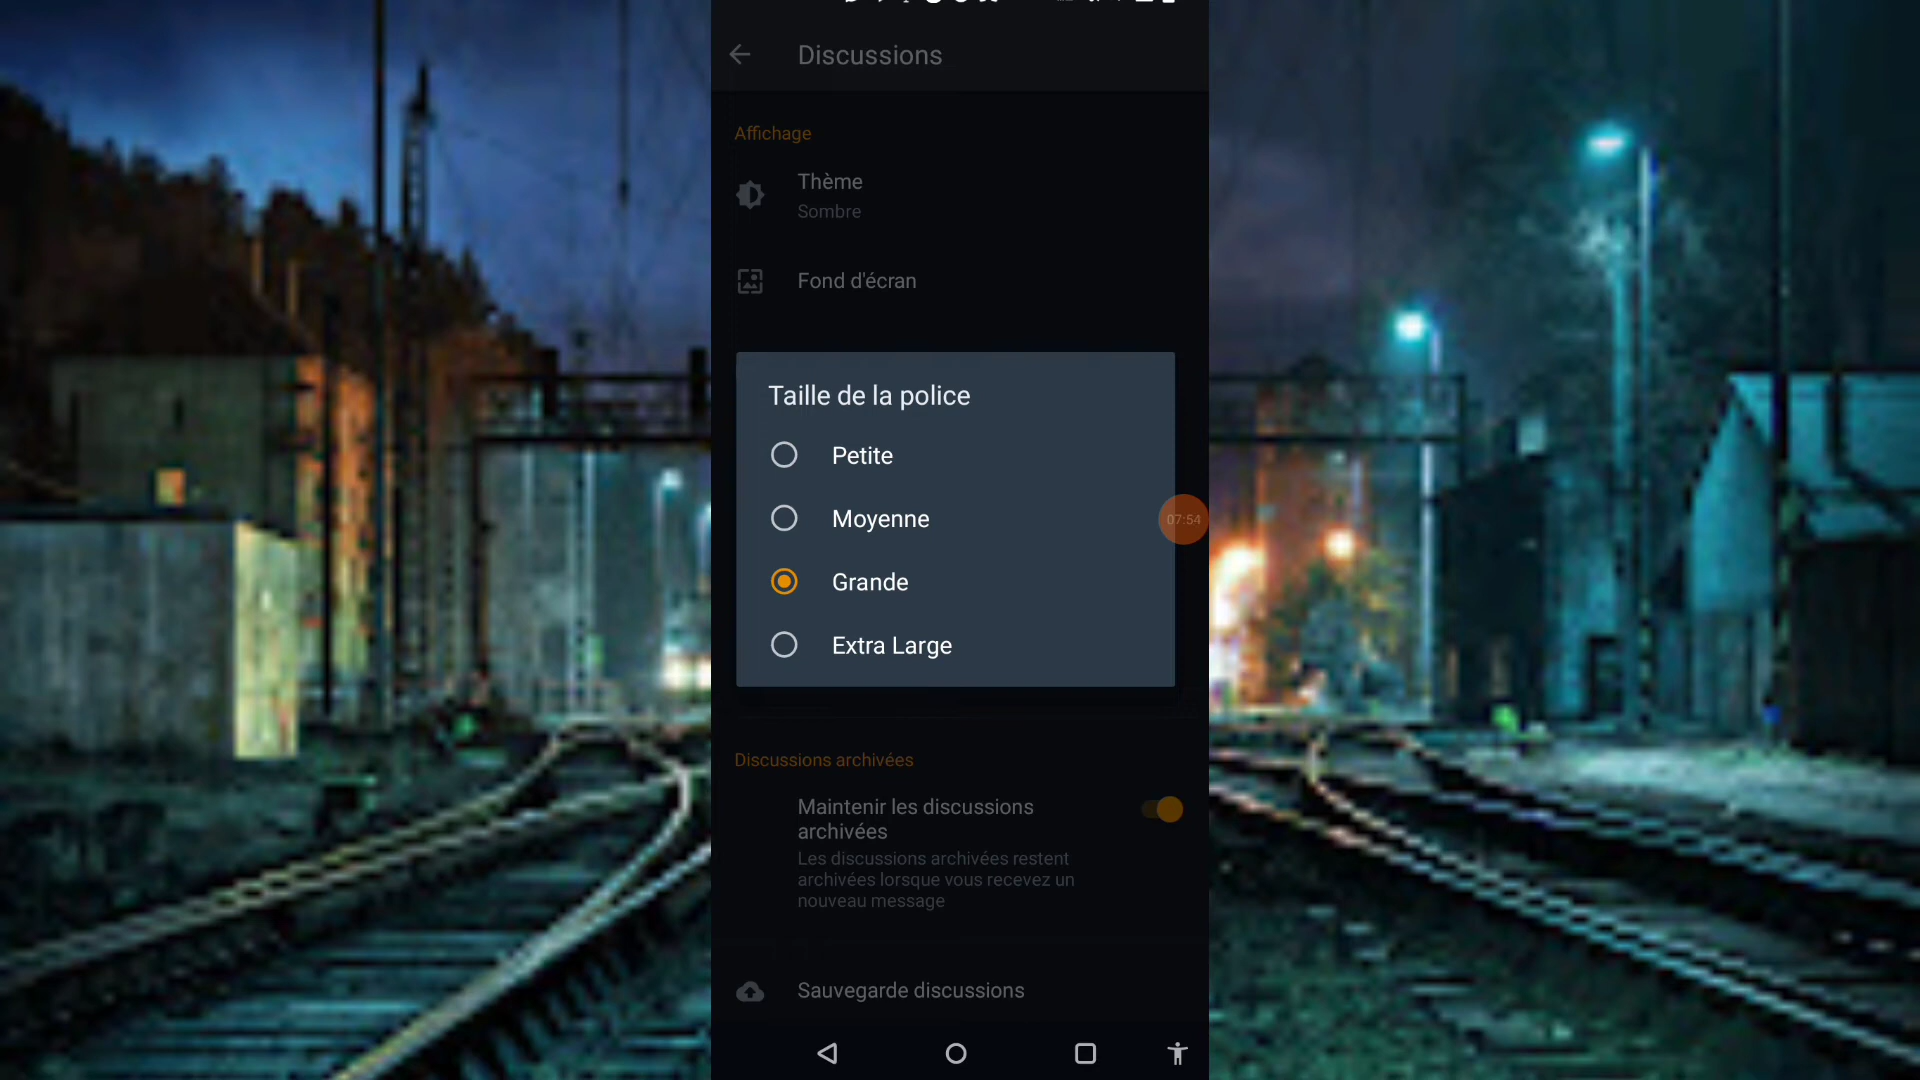 Discussions
Affichage
Thème
Sombre
Fond d'écran
Taille de la police
Petite
Moyenne
07:54
Grande
Extra Large
Discussions archivées
Maintenir les discussions
archivées
Les discussions archivées restent
archivées lorsque vous recevez un
nouveau message
Sauvegarde discussions